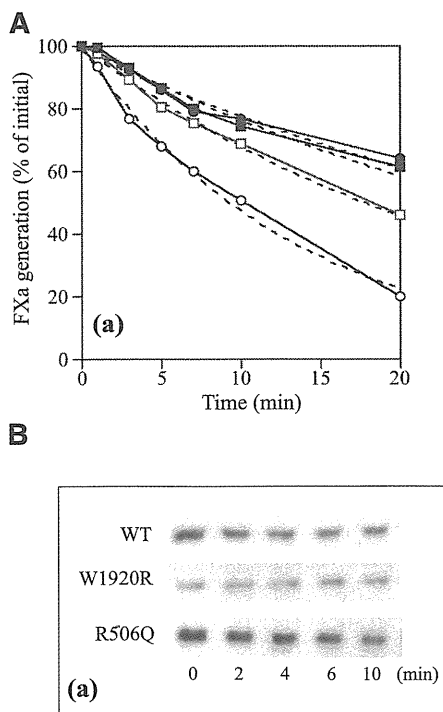 A
FXa generation (% of initial)
100
80
60
40
20
0
(a)
0 5 10 15 20
Time (min)
B
WT
W1920R
R506Q
0 2 4 6 10 (min)
(a)